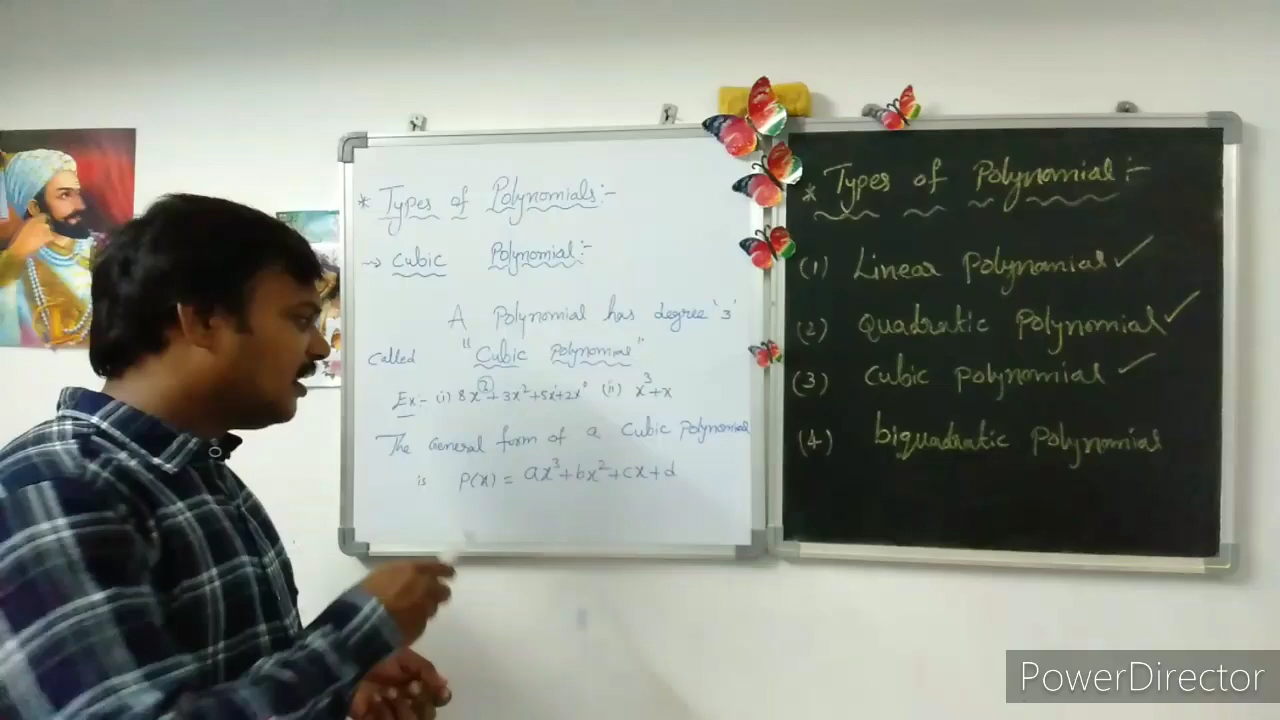 * Types of Polynomials:-
→ Cubic Polynomial:-
A Polynomial has degree '3'
Called "Cubic Polynomial"
Ex:- (i) 8x³+3x²+5x¹+2x⁰ (ii) x³+x
The General form of a Cubic Polynomial
is P(x) = ax³+bx²+cx+d
* Types of Polynomial:-
(1) Linear Polynomial ✓
(2) Quadratic Polynomial ✓
(3) Cubic Polynomial ✓
(4) biquadratic Polynomial
PowerDirector